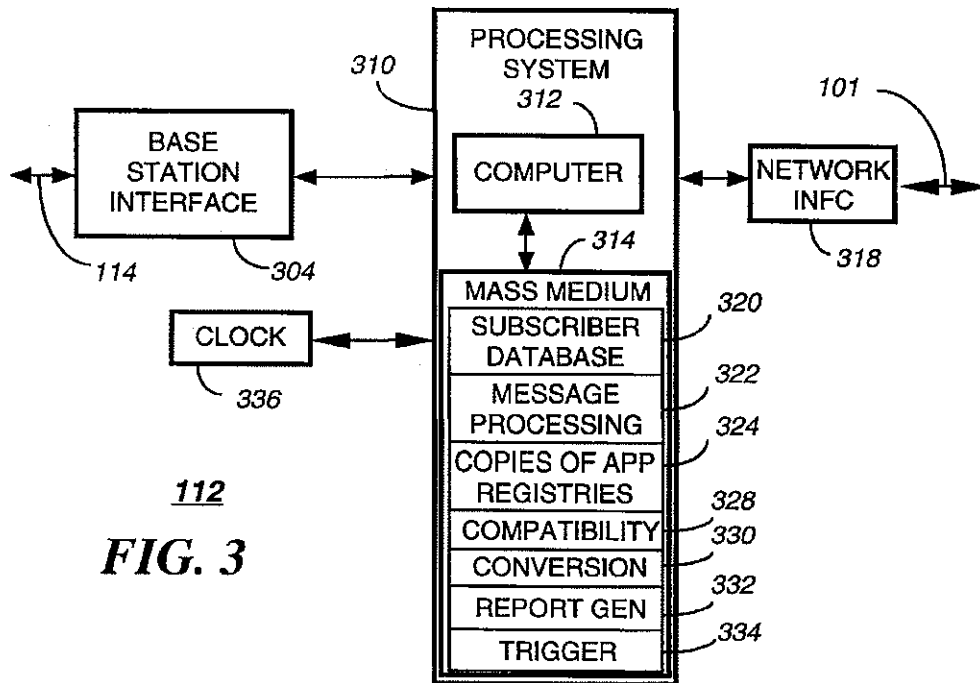 PROCESSING
SYSTEM
310
312
101
BASE
STATION
INTERFACE
COMPUTER
NETWORK
INFC
114
304
314
318
MASS MEDIUM
320
SUBSCRIBER
DATABASE
CLOCK
336
322
MESSAGE
PROCESSING
324
COPIES OF APP
REGISTRIES
112
328
COMPATIBILITY
FIG. 3
330
CONVERSION
332
REPORT GEN
334
TRIGGER